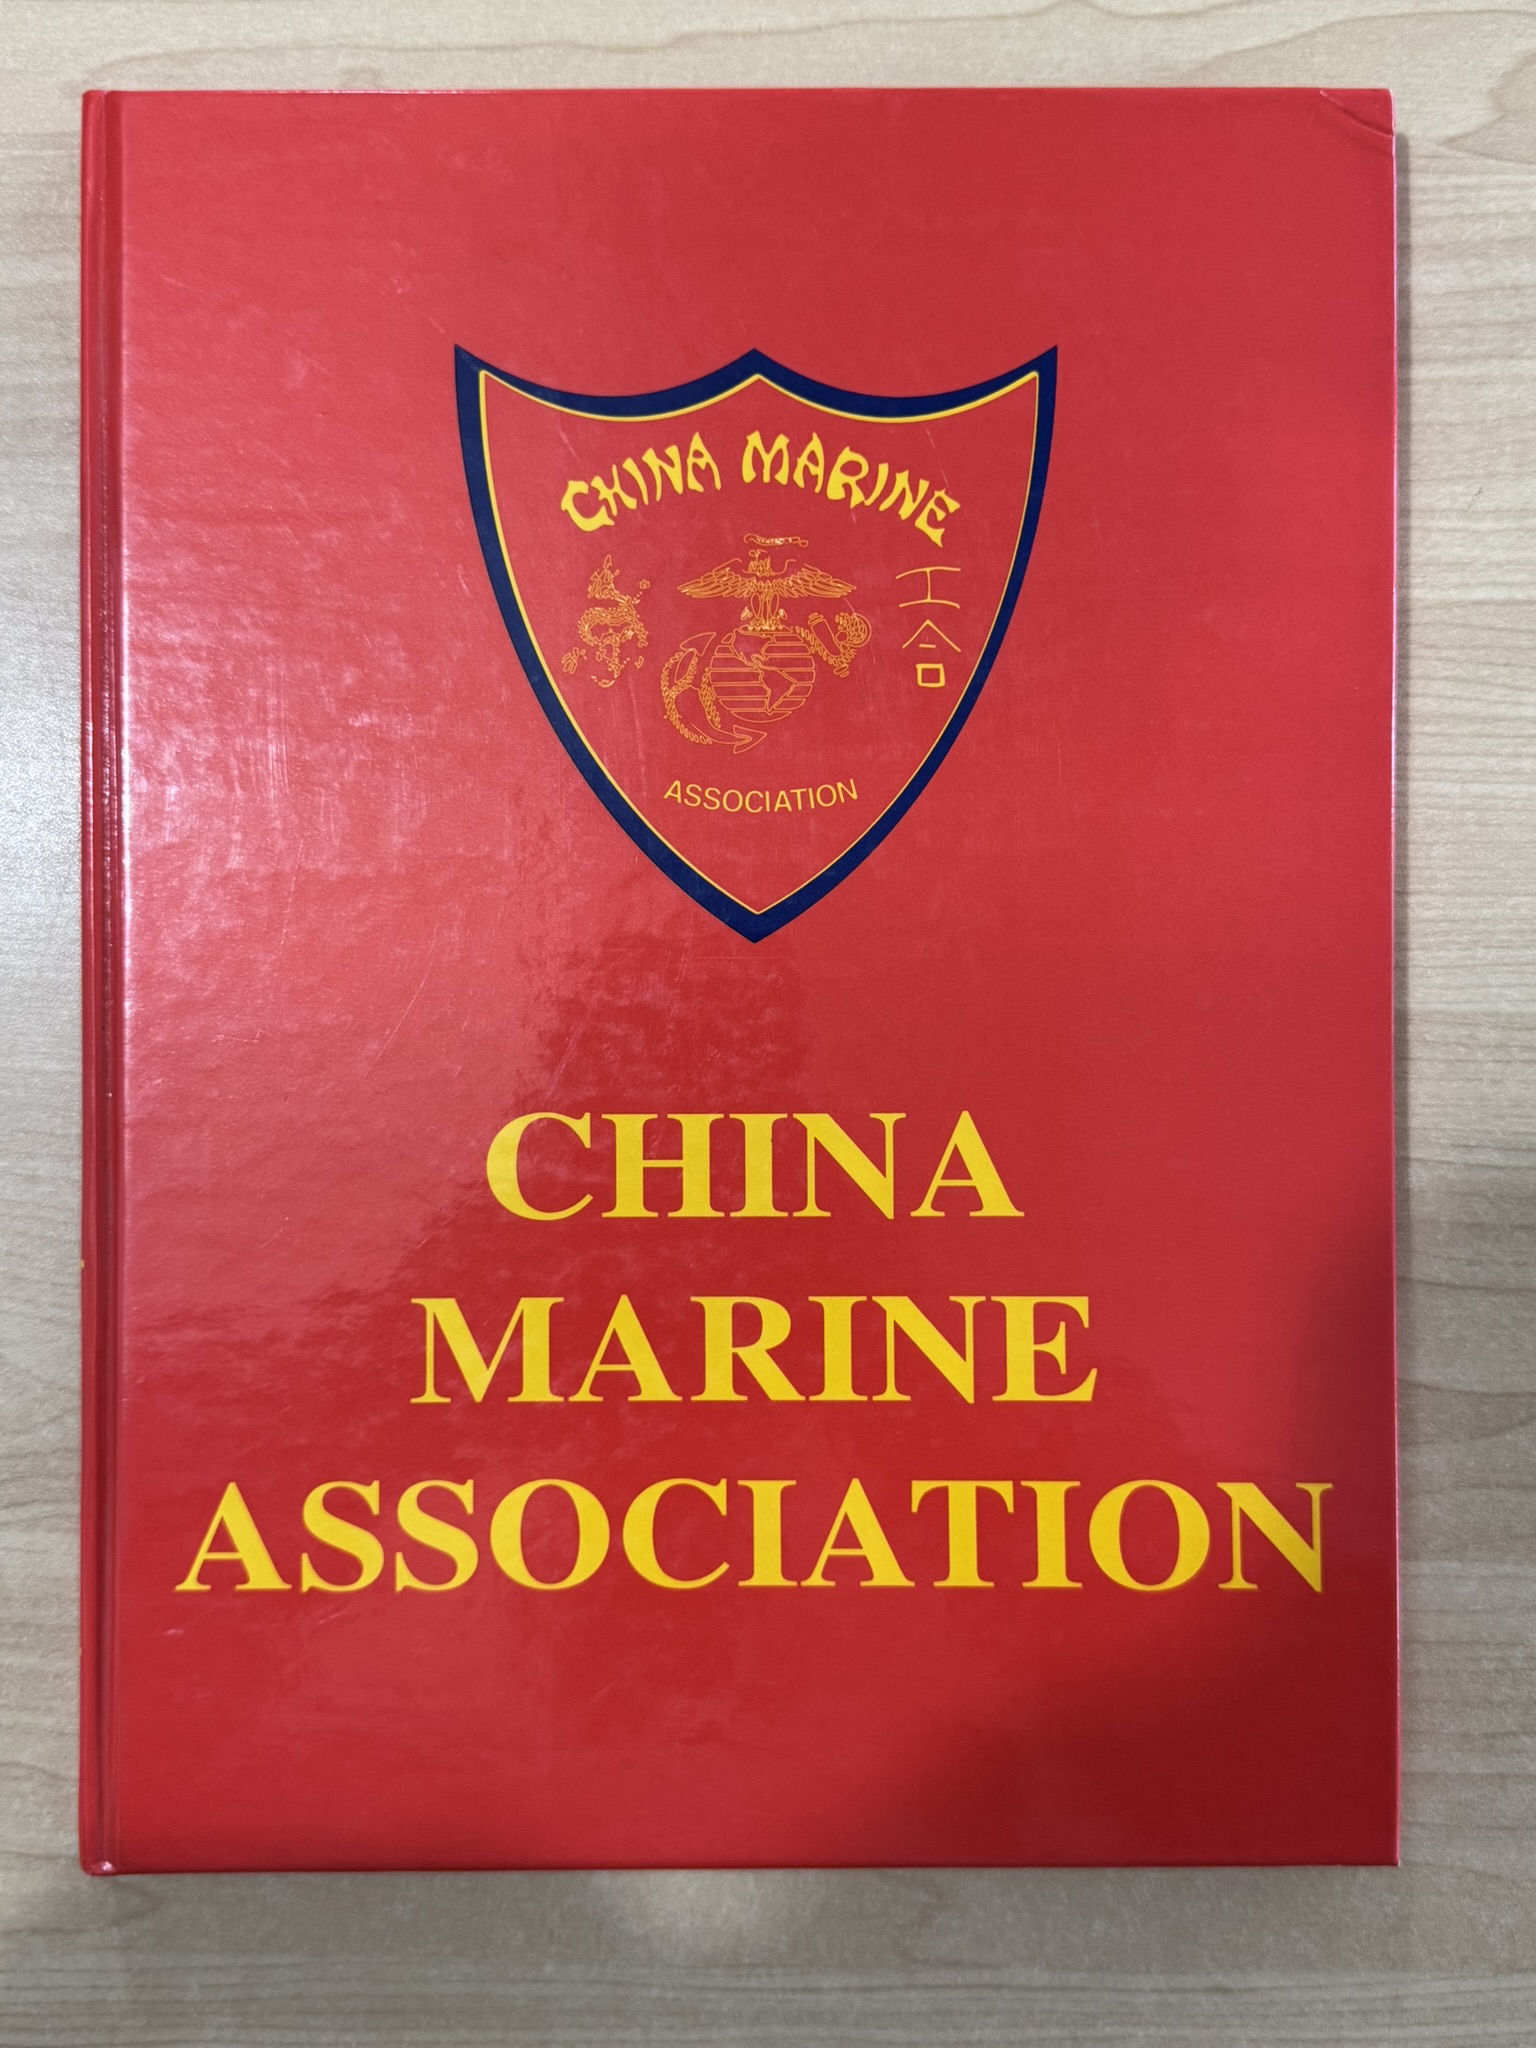 CHINA MARINE
工
合
ASSOCIATION
CHINA
MARINE
ASSOCIATION